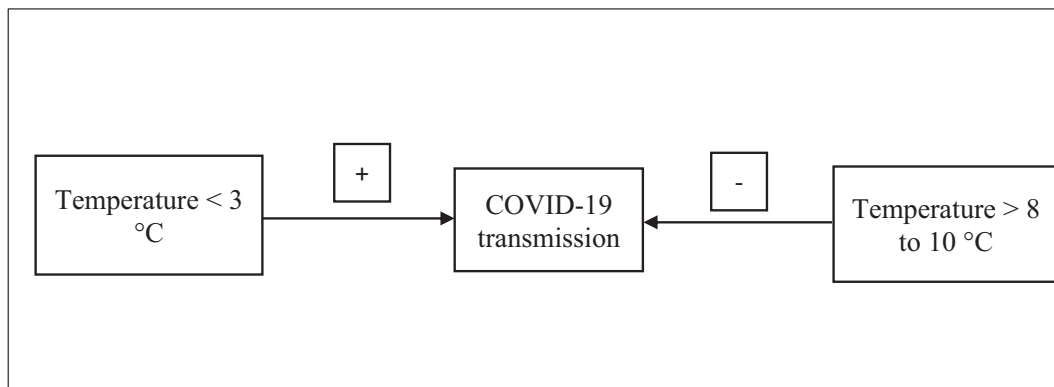 Temperature < 3
°C
+
COVID-19
transmission
-
Temperature > 8
to 10 °C